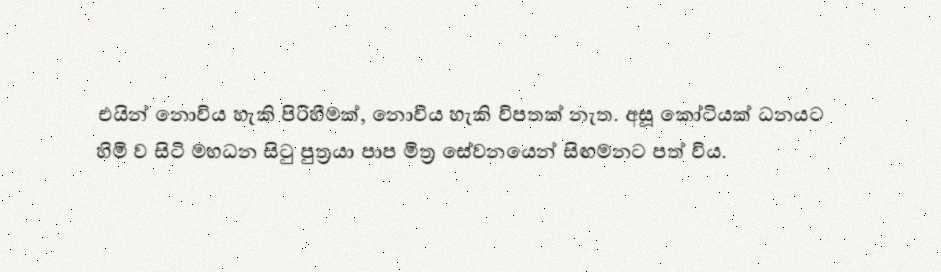 එයින් නොවිය හැකි පිරිහීමක්, නොවිය හැකි විපතක් නැත. අසූ කෝටියක් ධනයට
හිමි ව සිටි මහධන සිටු පුත්‍රයා පාප මිත්‍ර සේවනයෙන් සිඟමනට පත් විය.